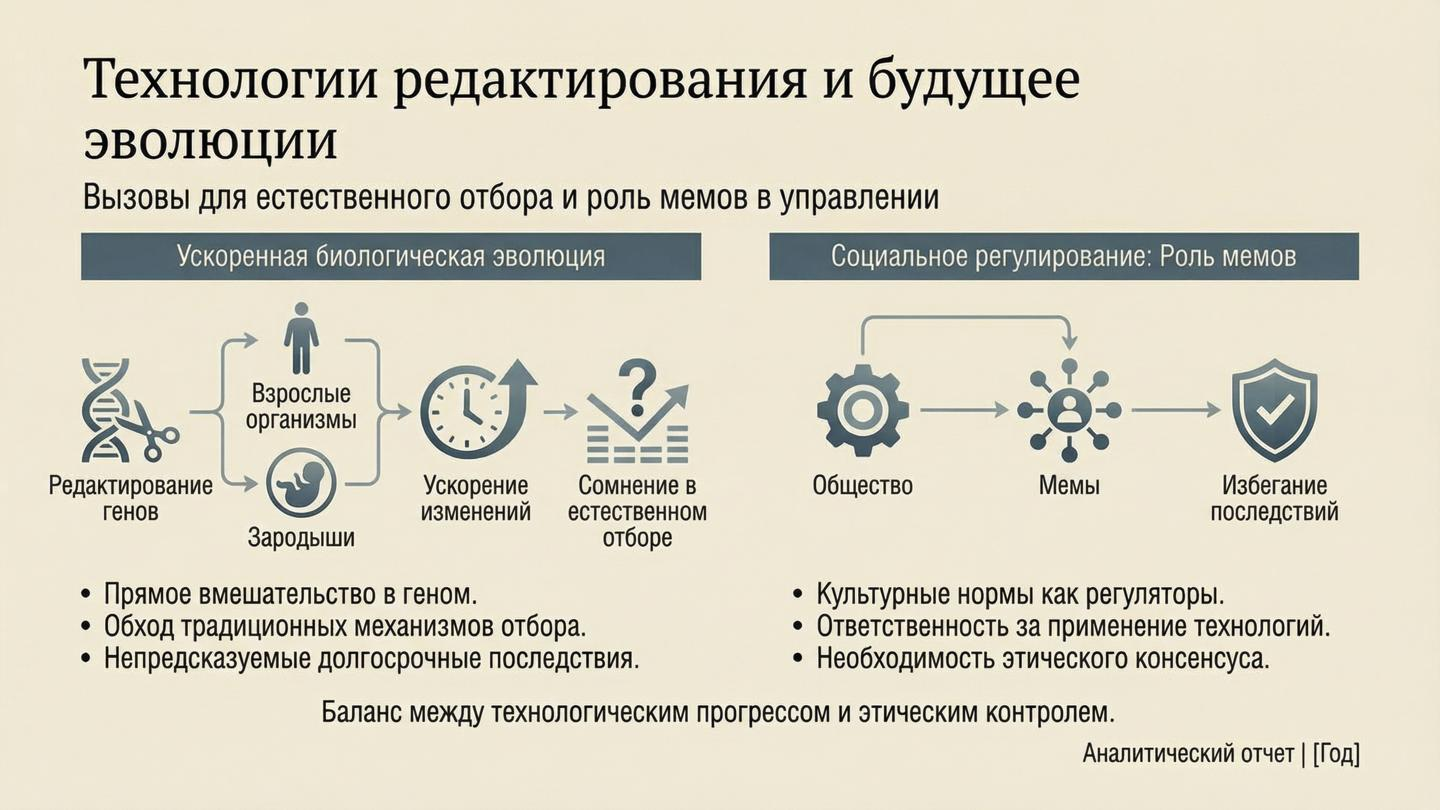 Технологии редактирования и будущее
эволюции
Вызовы для естественного отбора и роль мемов в управлении
Ускоренная биологическая эволюция
Редактирование
генов
Взрослые
организмы
Зародыши
Ускорение
изменений
Сомнение в
естественном
отборе
?
• Прямое вмешательство в геном.
• Обход традиционных механизмов отбора.
• Непредсказуемые долгосрочные последствия.
Социальное регулирование: Роль мемов
Общество
Мемы
Избегание
последствий
• Культурные нормы как регуляторы.
• Ответственность за применение технологий.
• Необходимость этического консенсуса.
Баланс между технологическим прогрессом и этическим контролем.
Аналитический отчет | [Год]